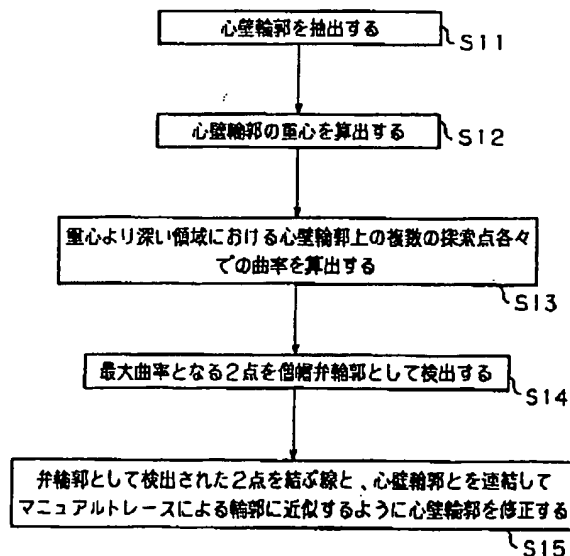 心壁輪郭を抽出する
S11
心壁輪郭の重心を算出する
S12
重心より深い領域における心壁輪郭上の複数の探索点各々
での曲率を算出する
S13
最大曲率となる2点を僧帽弁輪郭として検出する
S14
弁輪郭として検出された2点を結ぶ線と、心壁輪郭とを連結して
マニュアルトレースによる輪郭に近似するように心壁輪郭を修正する
S15